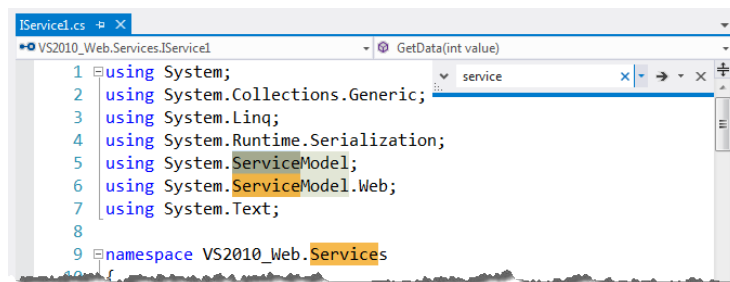 IService1.cs
VS2010_Web.Services.IService1 GetData(int value)
service
1 using System;
2 using System.Collections.Generic;
3 using System.Linq;
4 using System.Runtime.Serialization;
5 using System.ServiceModel;
6 using System.ServiceModel.Web;
7 using System.Text;
8
9 namespace VS2010_Web.Services
10 {